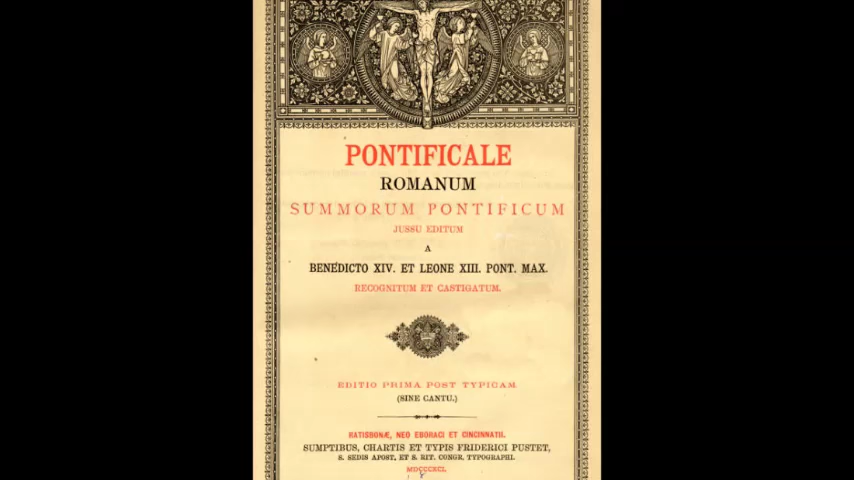 PONTIFICALE
ROMANUM
SUMMORUM PONTIFICUM
JUSSU EDITUM
A
BENEDICTO XIV. ET LEONE XIII. PONT. MAX.
RECOGNITUM ET CASTIGATUM.
EDITIO PRIMA POST TYPICAM
(SINE CANTU.)
RATISBONÆ, NEO EBORACI ET CINCINNATII.
SUMPTIBUS, CHARTIS ET TYPIS FRIDERICI PUSTET,
S. SEDIS APOST. ET S. RIT. CONGR. TYPOGRAPHI.
MDCCCXCI.